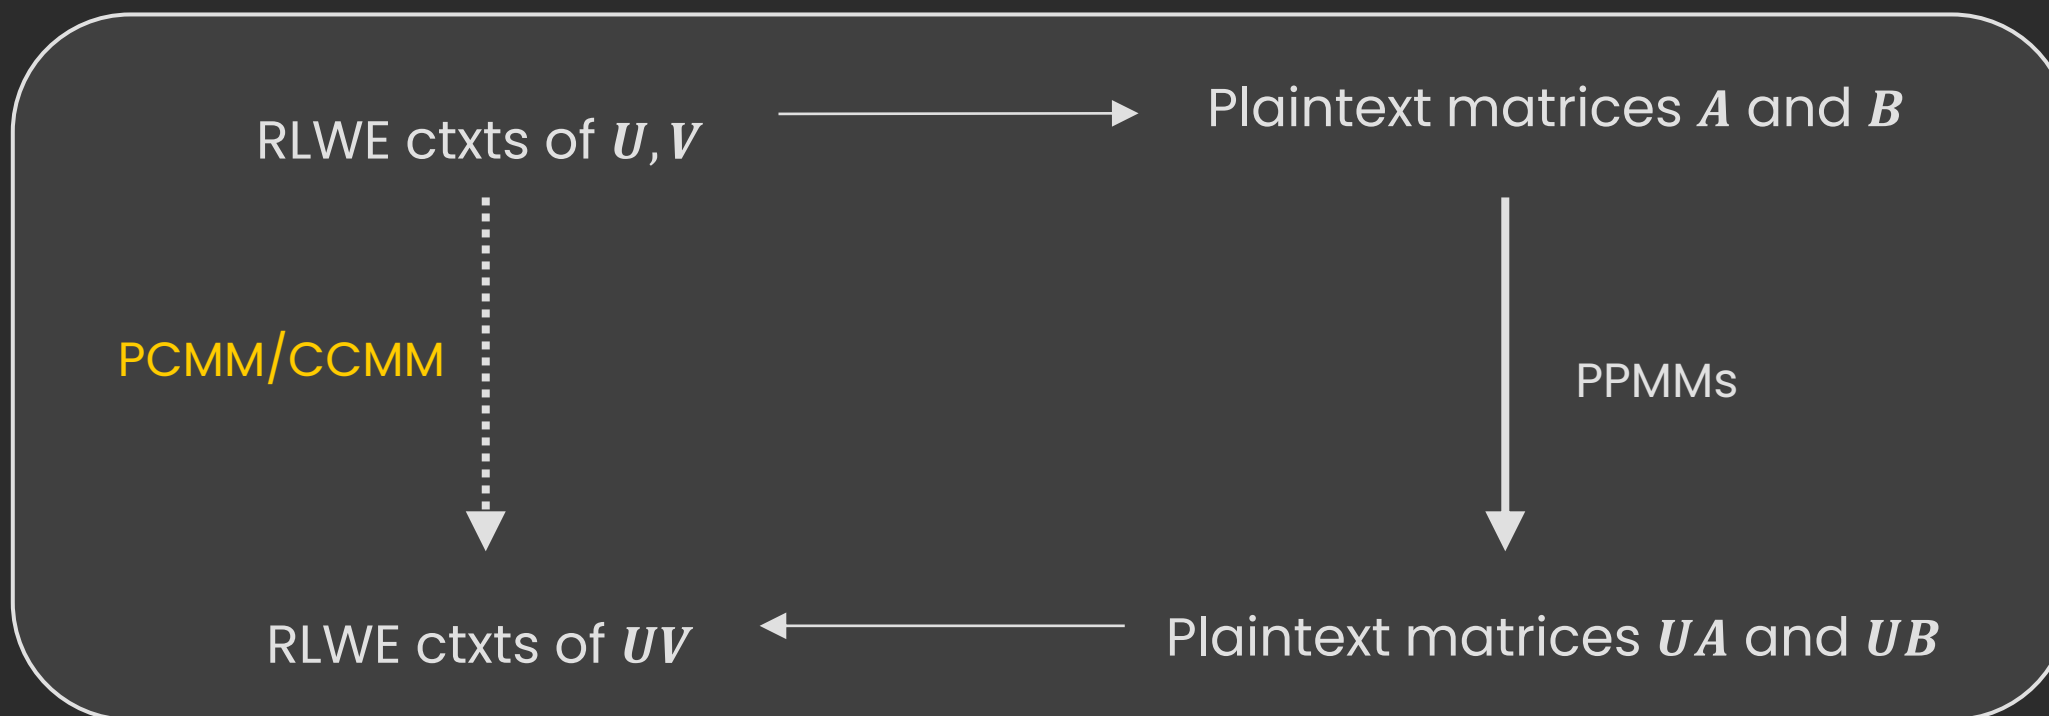 RLWE ctxts of U, V
Plaintext matrices A and B
PCMM/CCMM
PPMMs
RLWE ctxts of UV
Plaintext matrices UA and UB